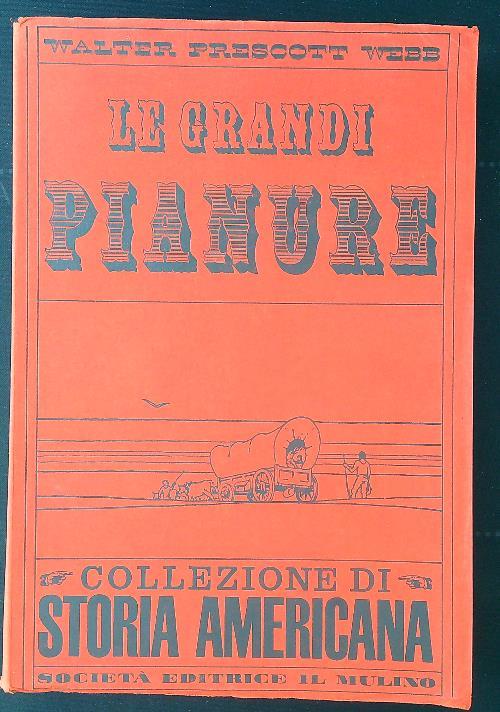 WALTER PRESCOTT WEBB
LE GRANDI
PIANURE
COLLEZIONE DI
STORIA AMERICANA
SOCIETÀ EDITRICE IL MULINO